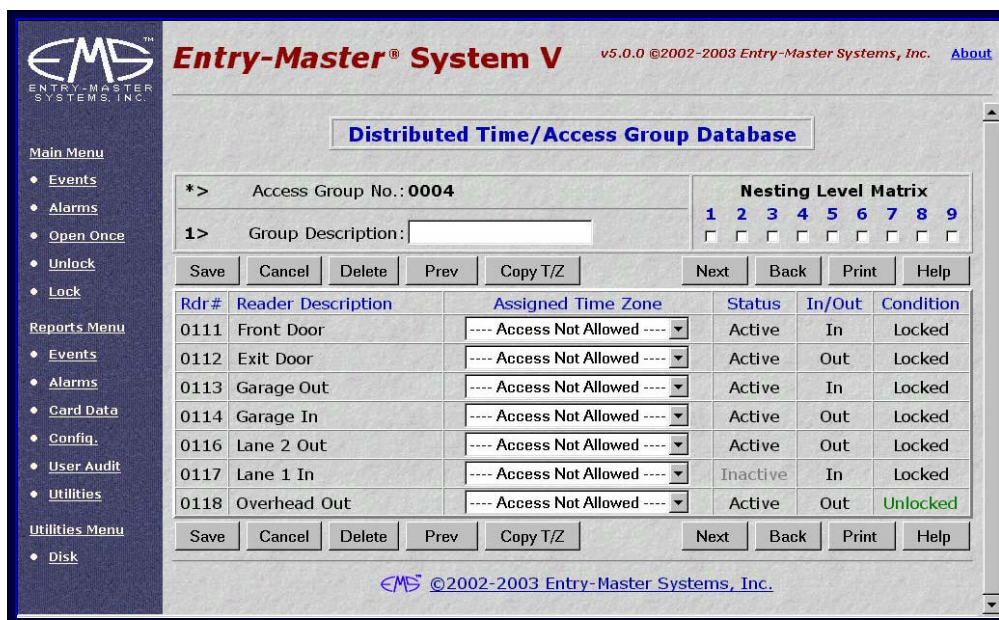 EMS™
ENTRY-MASTER
SYSTEMS, INC.
Entry-Master® System V
v5.0.0 ©2002-2003 Entry-Master Systems, Inc.
About
Main Menu
Events
Alarms
Open Once
Unlock
Lock
Reports Menu
Events
Alarms
Card Data
Config.
User Audit
Utilities
Utilities Menu
Disk
Distributed Time/Access Group Database
*> Access Group No.: 0004
1> Group Description:
Nesting Level Matrix
1 2 3 4 5 6 7 8 9
Save Cancel Delete Prev Copy T/Z Next Back Print Help
Rdr# Reader Description Assigned Time Zone Status In/Out Condition
0111 Front Door ---- Access Not Allowed ---- Active In Locked
0112 Exit Door ---- Access Not Allowed ---- Active Out Locked
0113 Garage Out ---- Access Not Allowed ---- Active In Locked
0114 Garage In ---- Access Not Allowed ---- Active Out Locked
0116 Lane 2 Out ---- Access Not Allowed ---- Active Out Locked
0117 Lane 1 In ---- Access Not Allowed ---- Inactive In Locked
0118 Overhead Out ---- Access Not Allowed ---- Active Out Unlocked
Save Cancel Delete Prev Copy T/Z Next Back Print Help
EMS™ ©2002-2003 Entry-Master Systems, Inc.